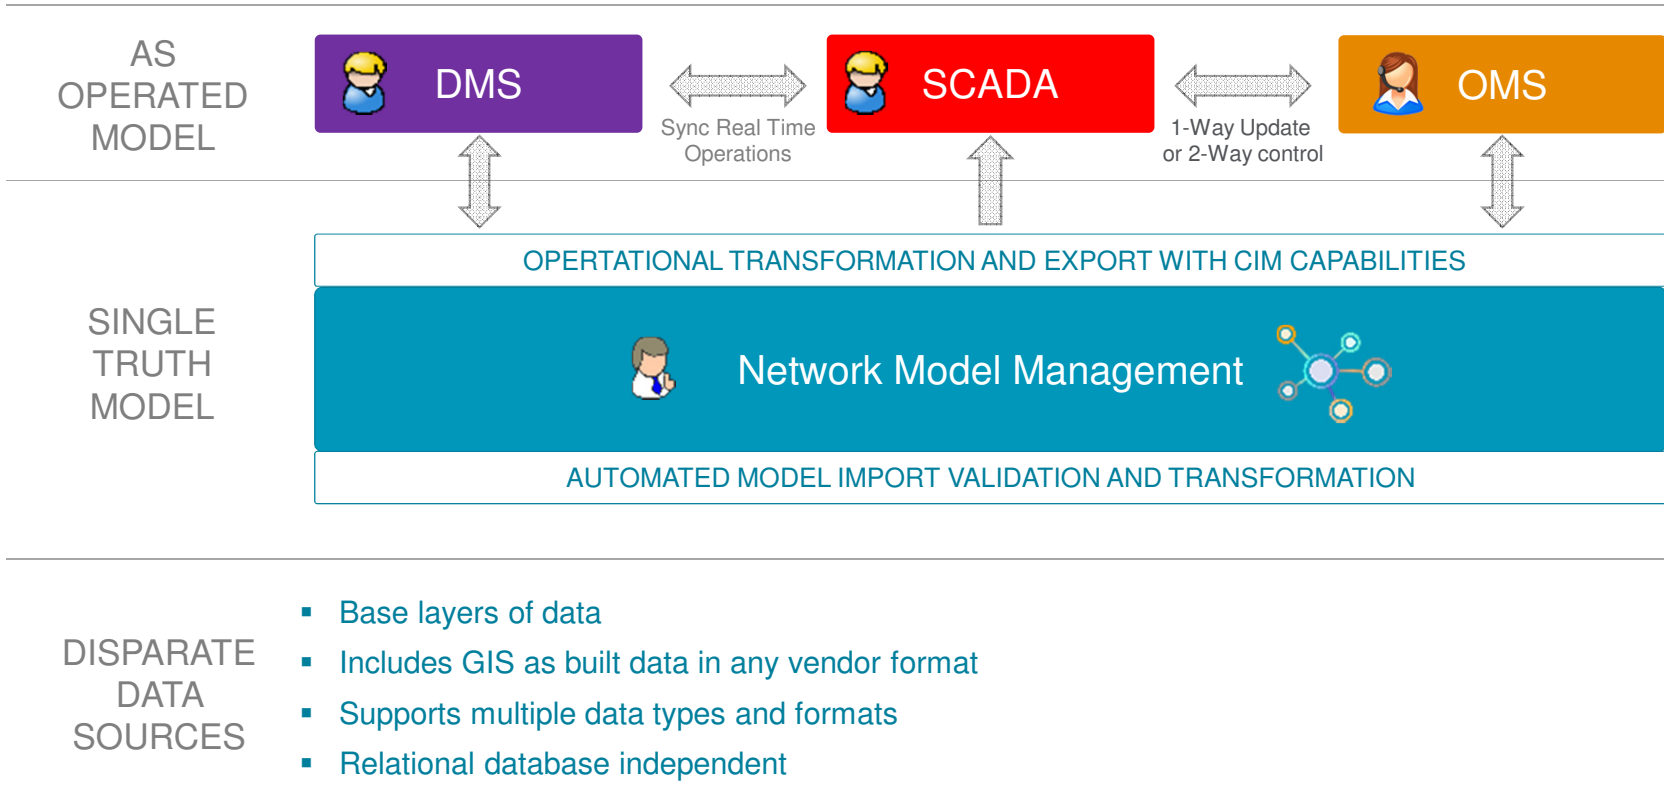 AS
OPERATED
MODEL
DMS
Sync Real Time
Operations
SCADA
1-Way Update
or 2-Way control
OMS
SINGLE
TRUTH
MODEL
OPERTATIONAL TRANSFORMATION AND EXPORT WITH CIM CAPABILITIES
Network Model Management
AUTOMATED MODEL IMPORT VALIDATION AND TRANSFORMATION
DISPARATE
DATA
SOURCES
▪ Base layers of data
▪ Includes GIS as built data in any vendor format
▪ Supports multiple data types and formats
▪ Relational database independent